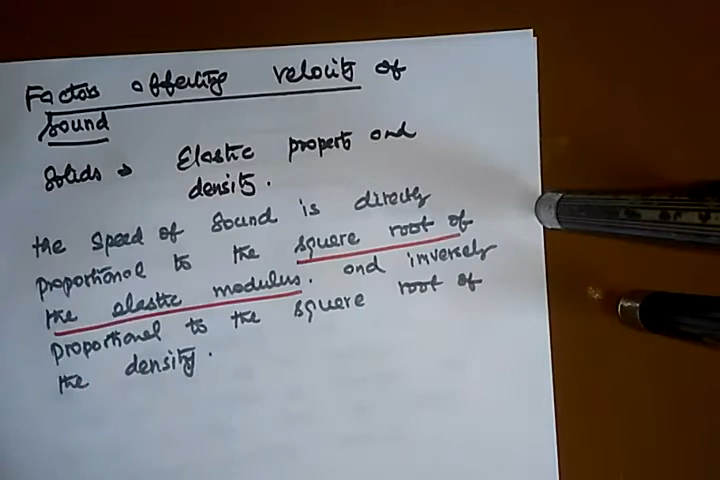 Factors affecting velocity of
sound
Solids → Elastic property and
density.
the speed of sound is directly
proportional to the square root of
the elastic modulus. and inversely
proportional to the square root of
the density.